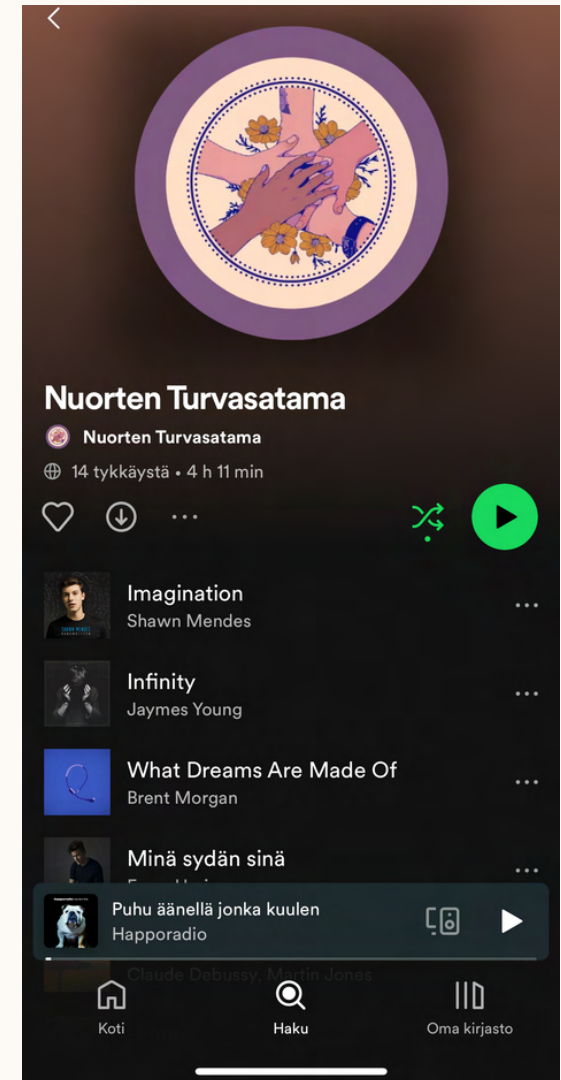 Nuorten Turvasatama
Nuorten Turvasatama
14 tykkäystä • 4 h 11 min
Imagination
Shawn Mendes
Infinity
Jaymes Young
What Dreams Are Made Of
Brent Morgan
Minä sydän sinä
Puhu äänellä jonka kuulen
Happoradio
Claude Debussy, Martin Jones
Koti
Haku
Oma kirjasto